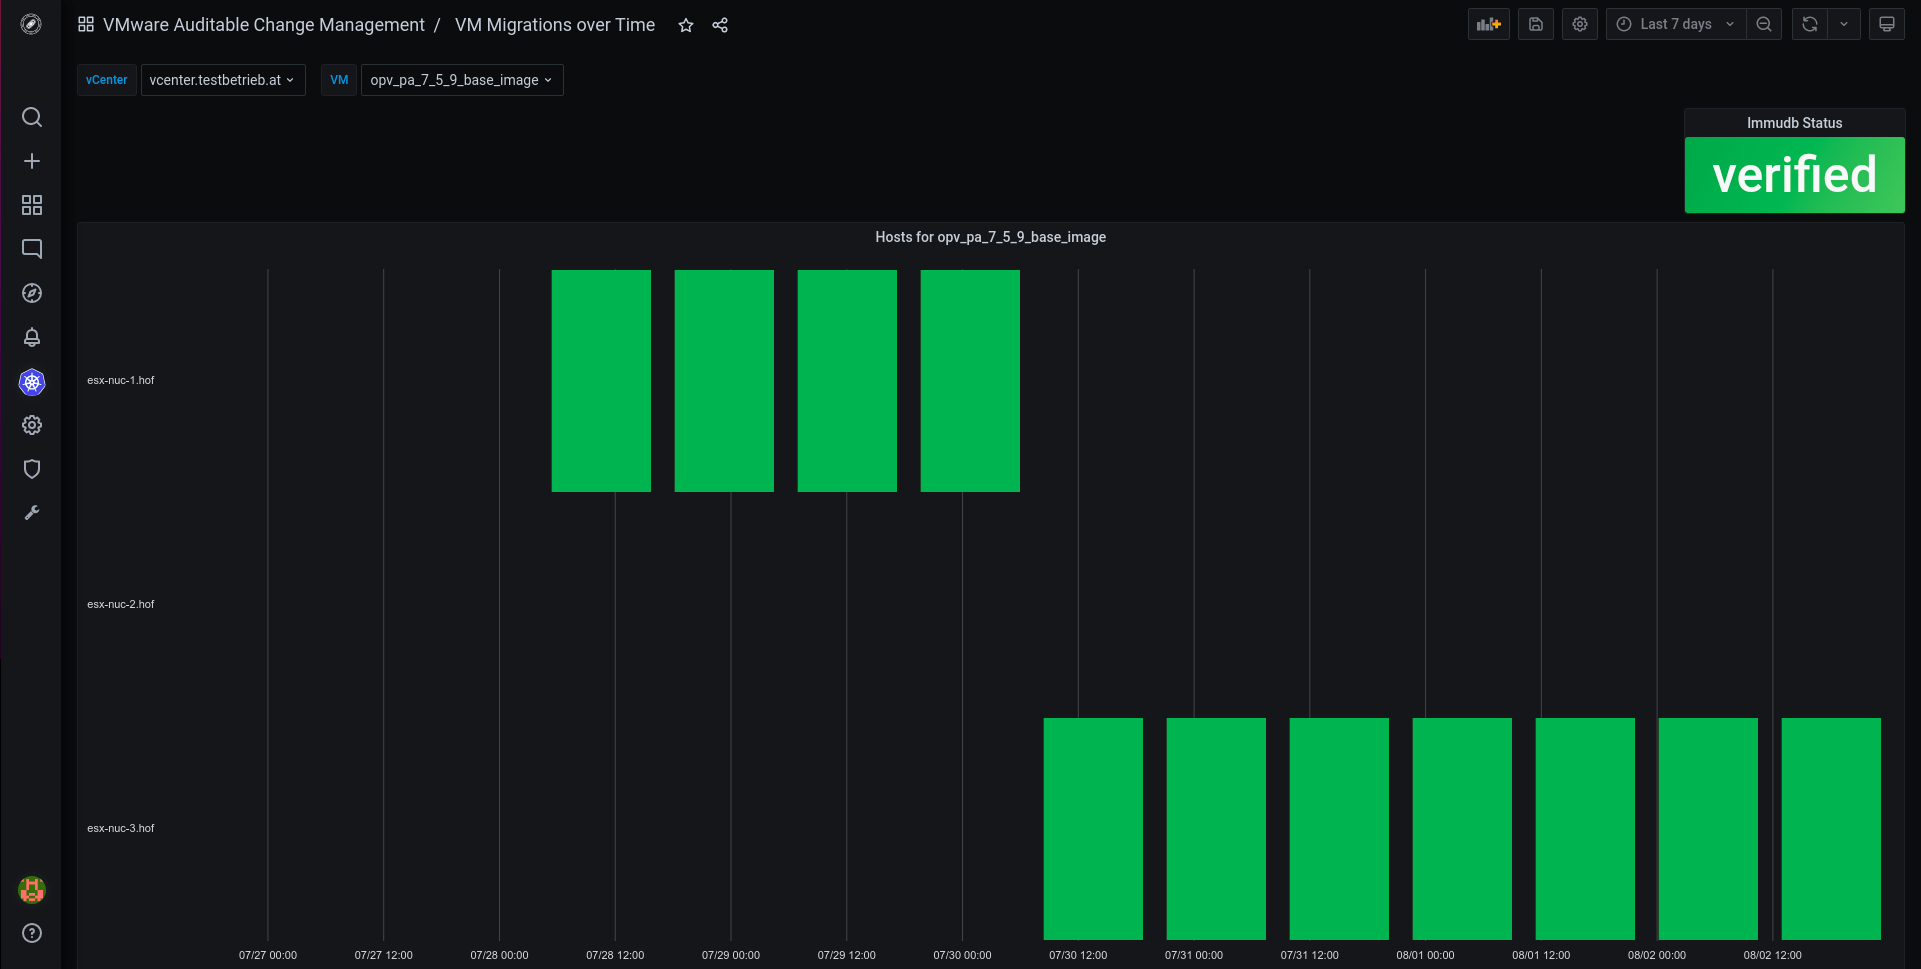 VMware Auditable Change Management / VM Migrations over Time
Last 7 days
vCenter vcenter.testbetrieb.at VM opv_pa_7_5_9_base_image
Immudb Status
verified
Hosts for opv_pa_7_5_9_base_image
esx-nuc-1.hof
esx-nuc-2.hof
esx-nuc-3.hof
07/27 00:00 07/27 12:00 07/28 00:00 07/28 12:00 07/29 00:00 07/29 12:00 07/30 00:00 07/30 12:00 07/31 00:00 07/31 12:00 08/01 00:00 08/01 12:00 08/02 00:00 08/02 12:00